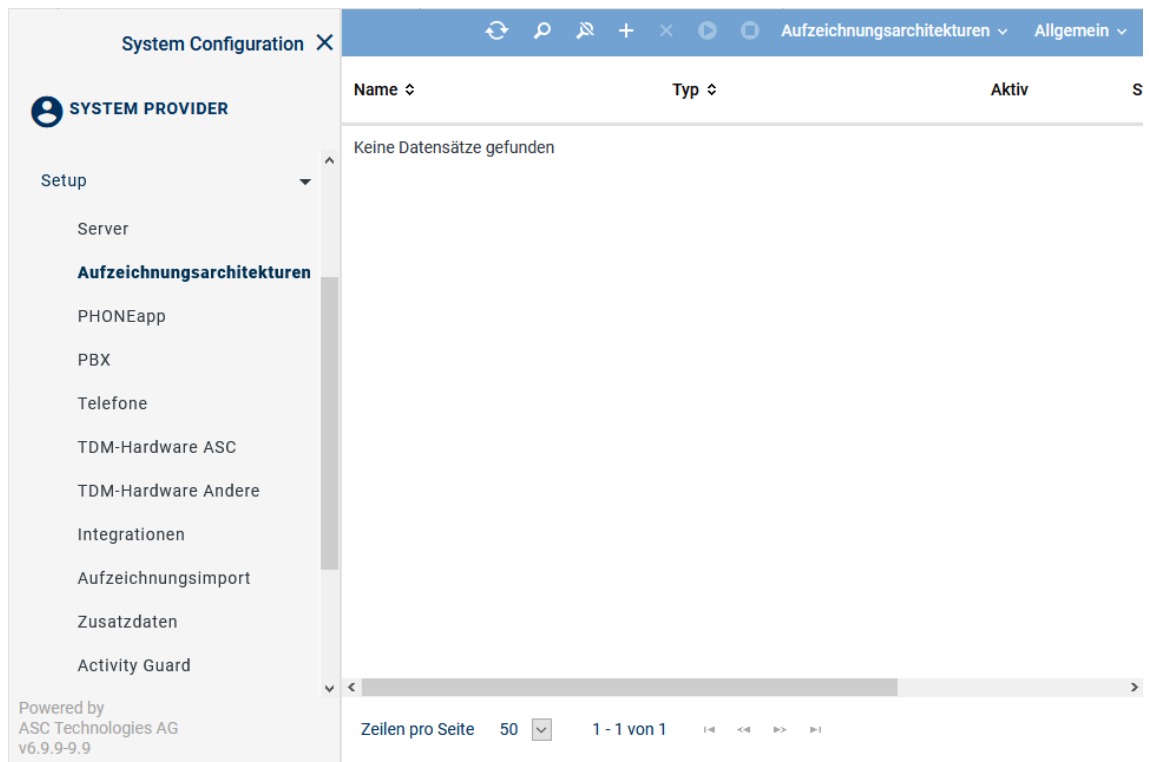 System Configuration
SYSTEM PROVIDER
Setup
Server
Aufzeichnungsarchitekturen
PHONEapp
PBX
Telefone
TDM-Hardware ASC
TDM-Hardware Andere
Integrationen
Aufzeichnungsimport
Zusatzdaten
Activity Guard
Powered by
ASC Technologies AG
v6.9.9-9.9
Aufzeichnungsarchitekturen Allgemein
Name Typ Aktiv S
Keine Datensätze gefunden
Zeilen pro Seite 50 1 - 1 von 1